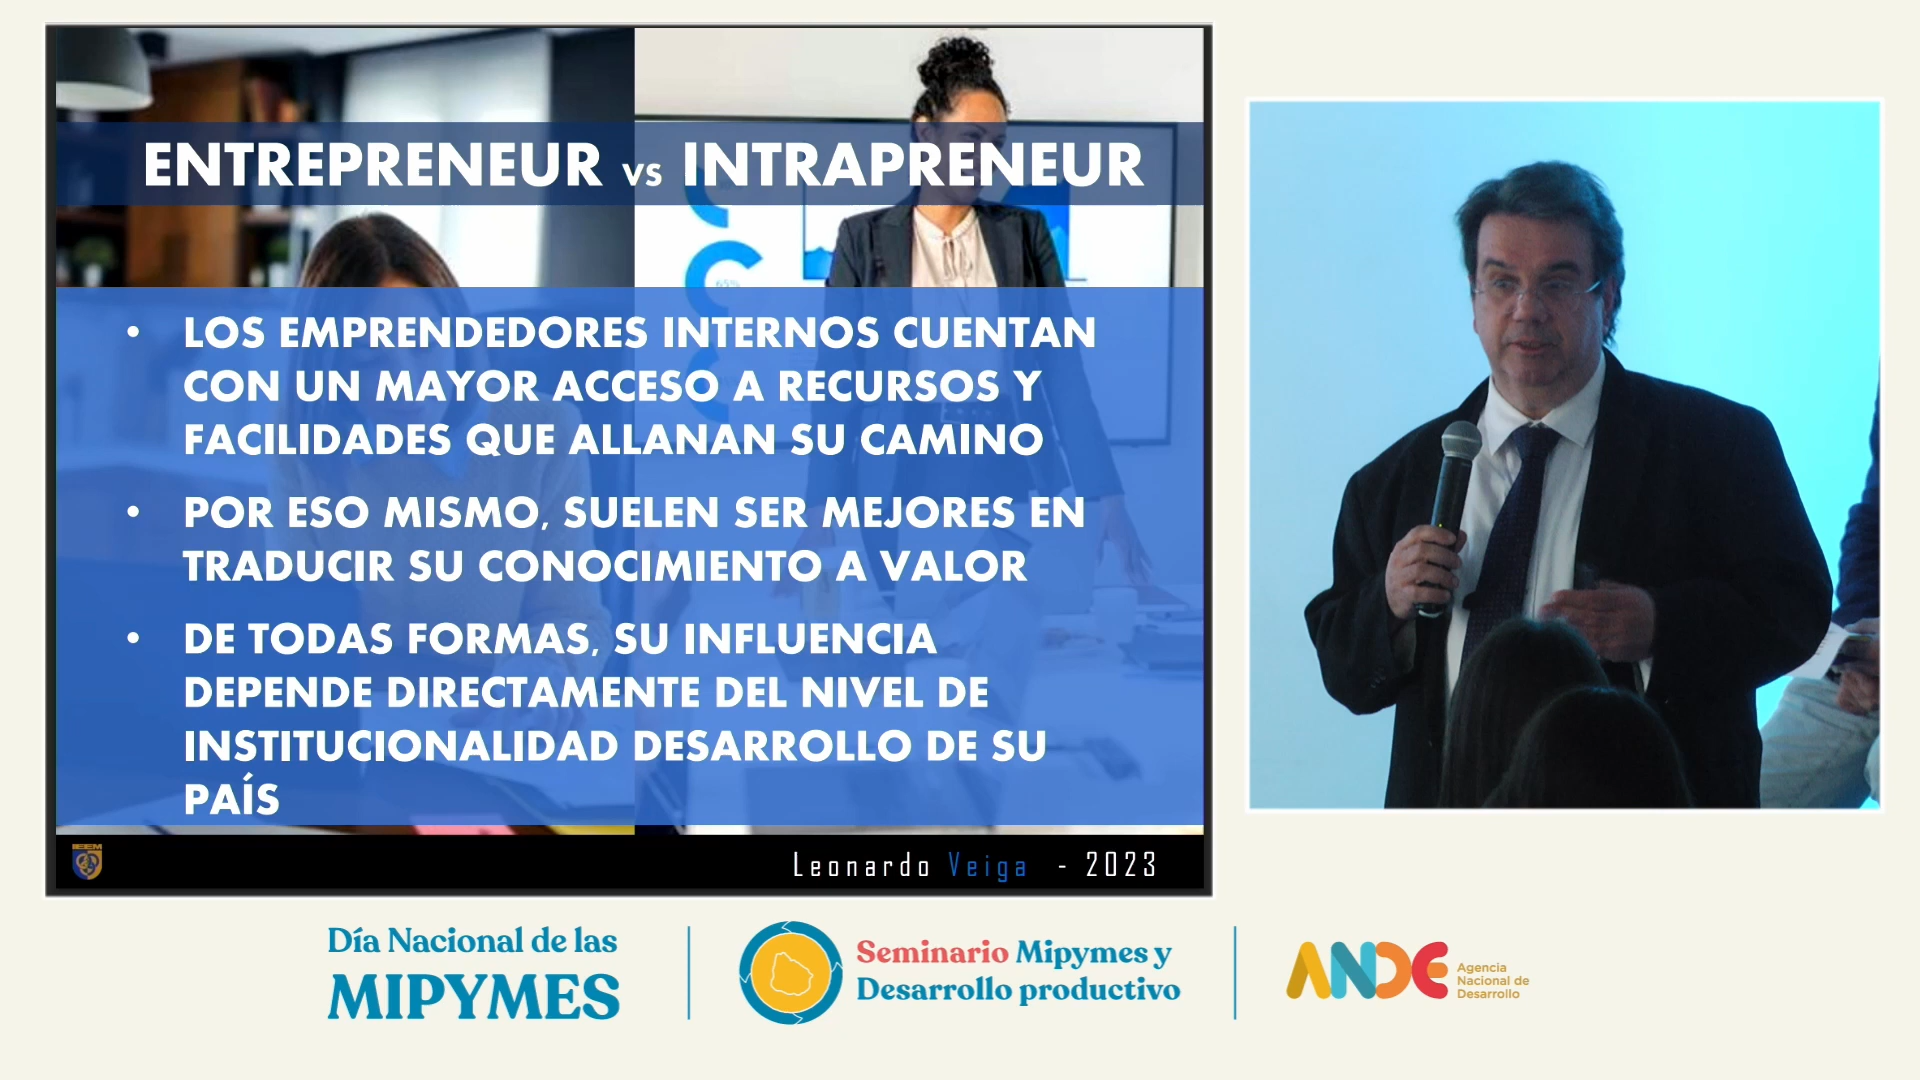 ENTREPRENEUR vs INTRAPRENEUR
65%
• LOS EMPRENDEDORES INTERNOS CUENTAN
CON UN MAYOR ACCESO A RECURSOS Y
FACILIDADES QUE ALLANAN SU CAMINO
• POR ESO MISMO, SUELEN SER MEJORES EN
TRADUCIR SU CONOCIMIENTO A VALOR
• DE TODAS FORMAS, SU INFLUENCIA
DEPENDE DIRECTAMENTE DEL NIVEL DE
INSTITUCIONALIDAD DESARROLLO DE SU
PAÍS
IEEM
Leonardo Veiga - 2023
Día Nacional de las
MIPYMES
Seminario Mipymes y
Desarrollo productivo
ANDE
Agencia
Nacional de
Desarrollo